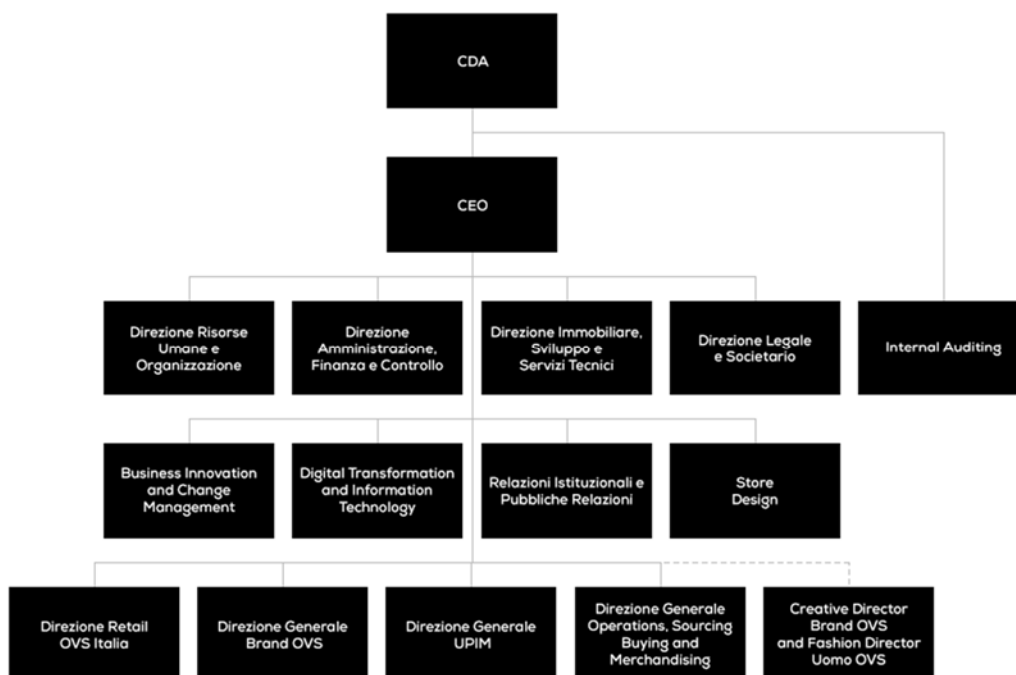 CDA
CEO
Direzione Risorse
Umane e
Organizzazione
Direzione
Amministrazione,
Finanza e Controllo
Direzione Immobiliare,
Sviluppo e
Servizi Tecnici
Direzione Legale
e Societario
Internal Auditing
Business Innovation
and Change
Management
Digital Transformation
and Information
Technology
Relazioni Istituzionali e
Pubbliche Relazioni
Store
Design
Direzione Retail
OVS Italia
Direzione Generale
Brand OVS
Direzione Generale
UPIM
Direzione Generale
Operations, Sourcing
Buying and
Merchandising
Creative Director
Brand OVS
and Fashion Director
Uomo OVS